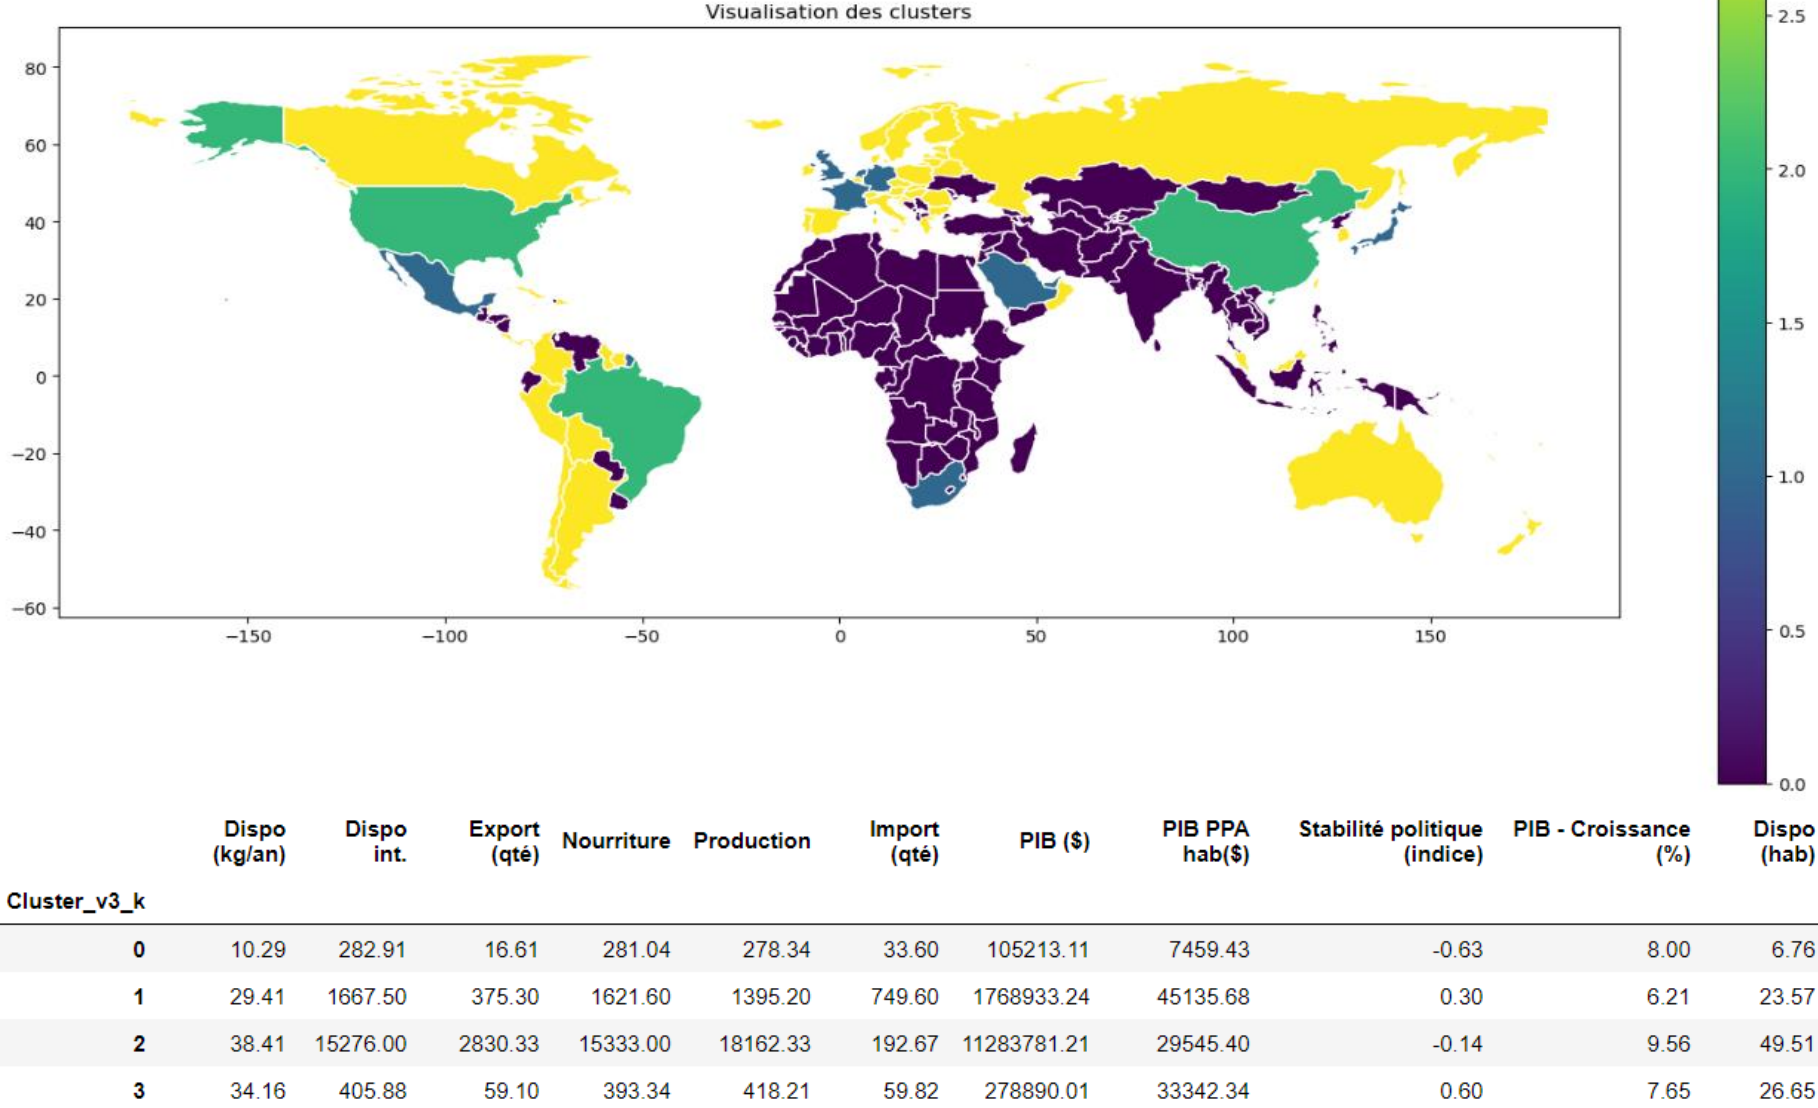 Visualisation des clusters
80
60
40
20
0
−20
−40
−60
−150 −100 −50 0 50 100 150
2.5
2.0
1.5
1.0
0.5
0.0
Dispo (kg/an) Dispo int. Export (qté) Nourriture Production Import (qté) PIB ($) PIB PPA hab($) Stabilité politique (indice) PIB - Croissance (%) Dispo (hab)
Cluster_v3_k
0 10.29 282.91 16.61 281.04 278.34 33.60 105213.11 7459.43 -0.63 8.00 6.76
1 29.41 1667.50 375.30 1621.60 1395.20 749.60 1768933.24 45135.68 0.30 6.21 23.57
2 38.41 15276.00 2830.33 15333.00 18162.33 192.67 11283781.21 29545.40 -0.14 9.56 49.51
3 34.16 405.88 59.10 393.34 418.21 59.82 278890.01 33342.34 0.60 7.65 26.65